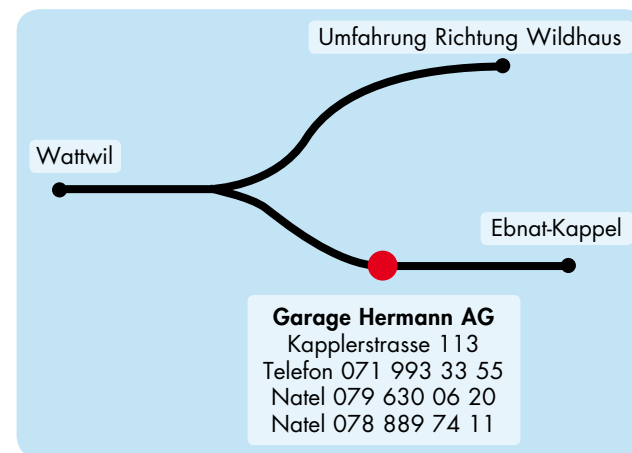 Umfahrung Richtung Wildhaus
Wattwil
Ebnat-Kappel
Garage Hermann AG
Kapplerstrasse 113
Telefon 071 993 33 55
Natel 079 630 06 20
Natel 078 889 74 11